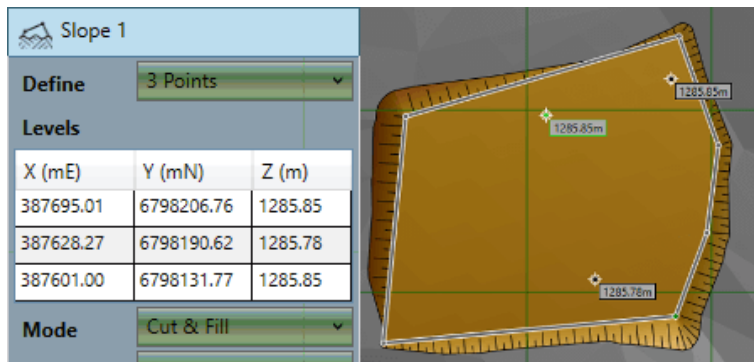 Slope 1
Define 3 Points
Levels
X (mE) Y (mN) Z (m)
387695.01 6798206.76 1285.85
387628.27 6798190.62 1285.78
387601.00 6798131.77 1285.85
Mode Cut & Fill
1285.85m
1285.85m
1285.78m